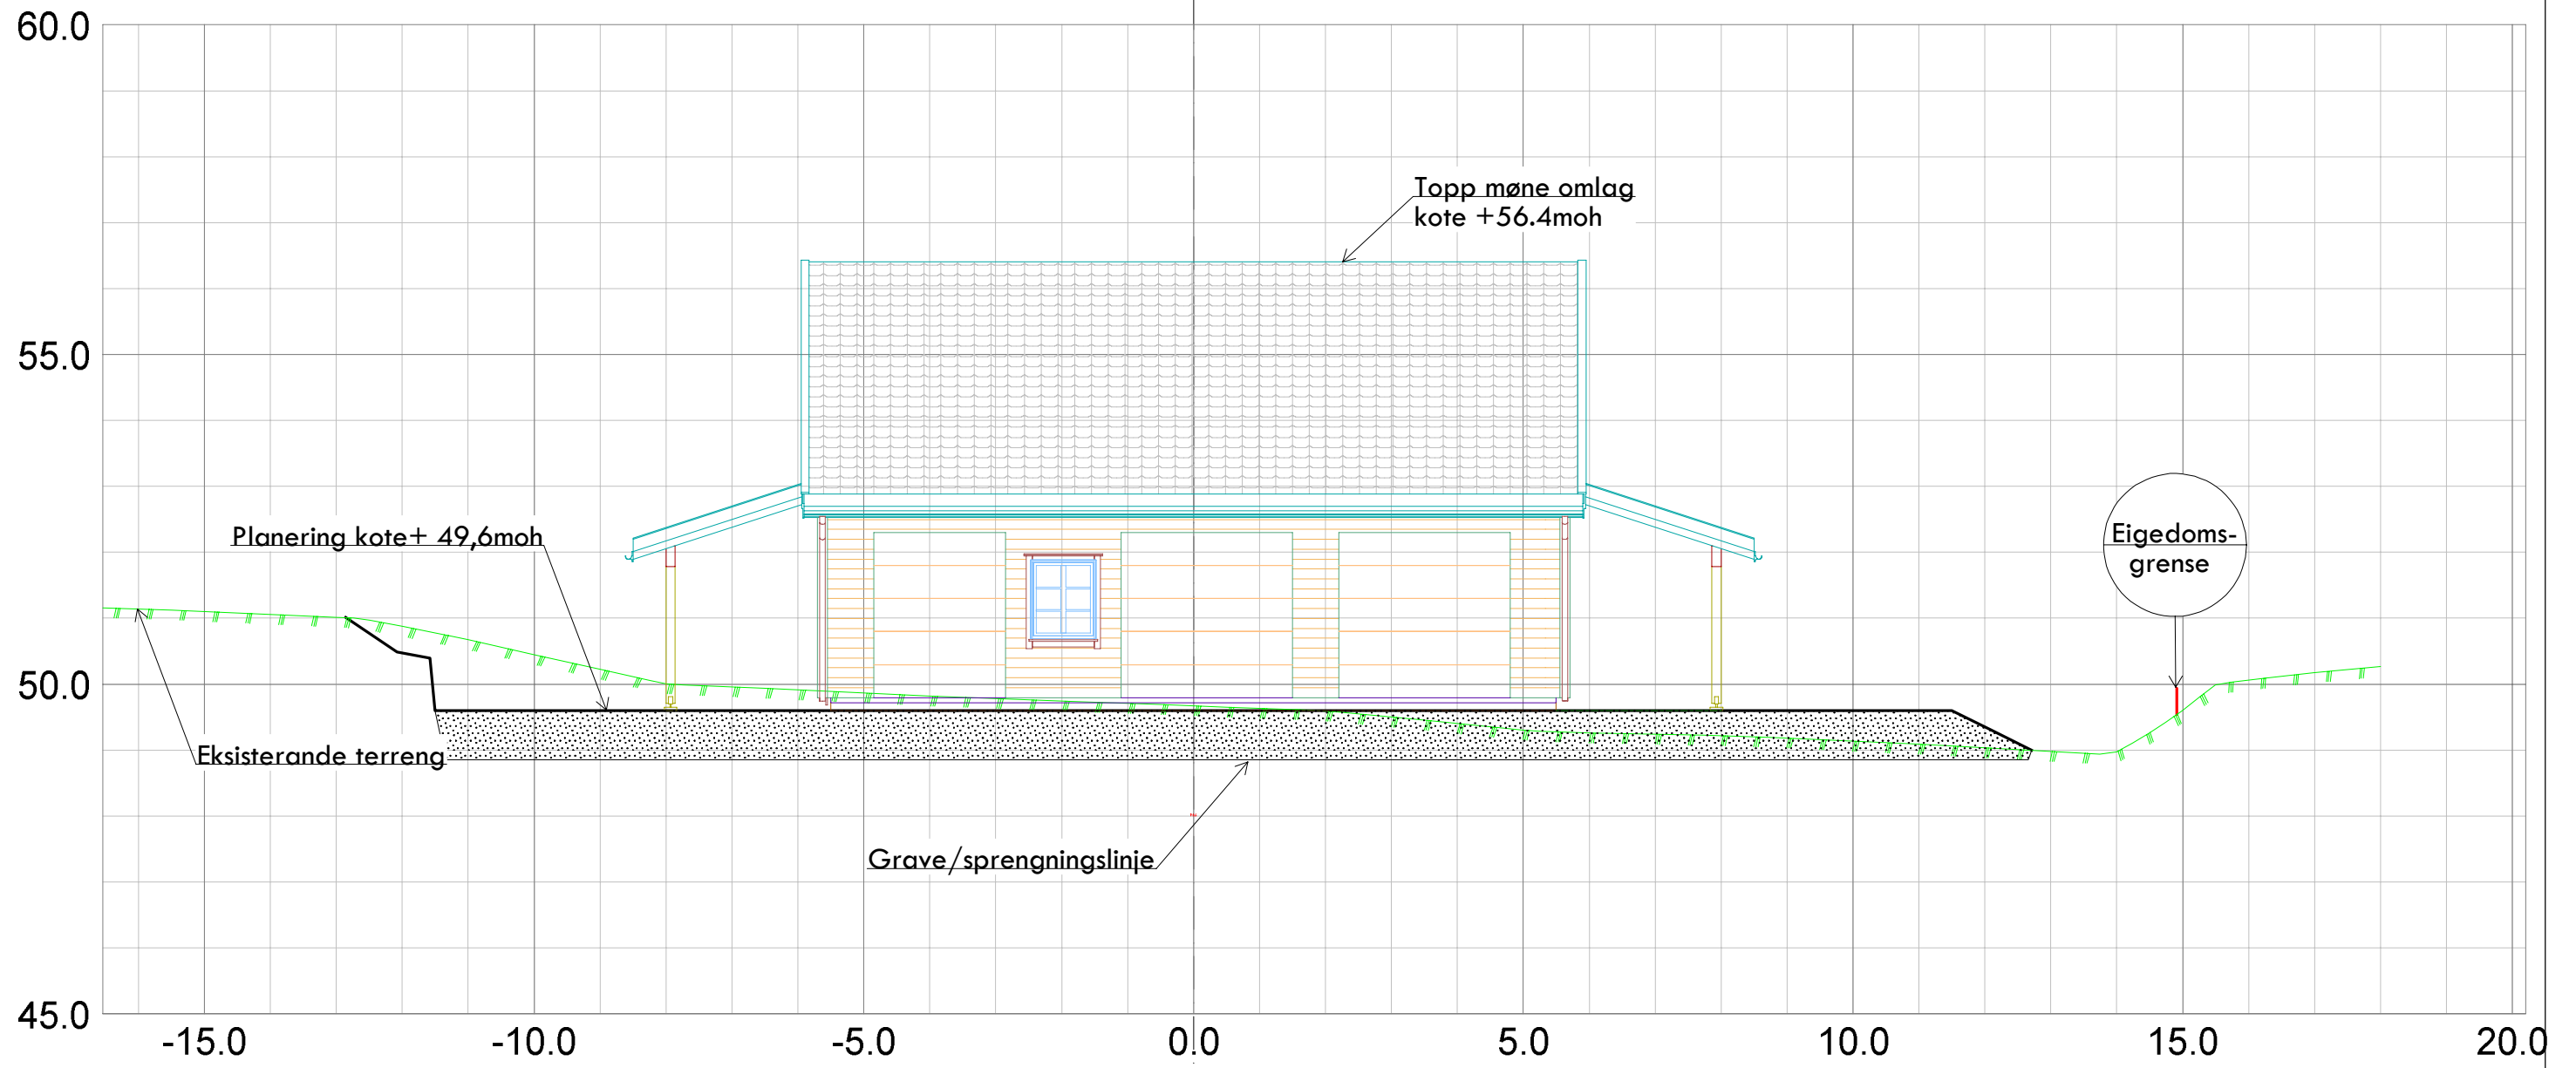 60.0
Topp møne omlag
kote +56.4moh
55.0
Planering kote+ 49,6moh
Eigedoms-
grense
50.0
Eksisterande terreng
Grave/sprengningslinje
45.0
-15.0 -10.0 -5.0 0.0 5.0 10.0 15.0 20.0